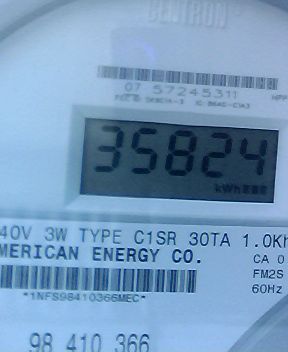 CENTRON
07 57245311
35824
kWh
40V 3W TYPE C1SR 30TA 1.0Kh
MERICAN ENERGY CO.
CA 0
FM2S
60Hz
*1NFS98410366MEC*
98 410 366